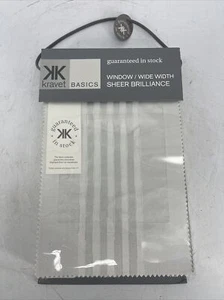 guaranteed in stock
kravet BASICS
WINDOW / WIDE WIDTH
SHEER BRILLIANCE
guaranteed
in stock